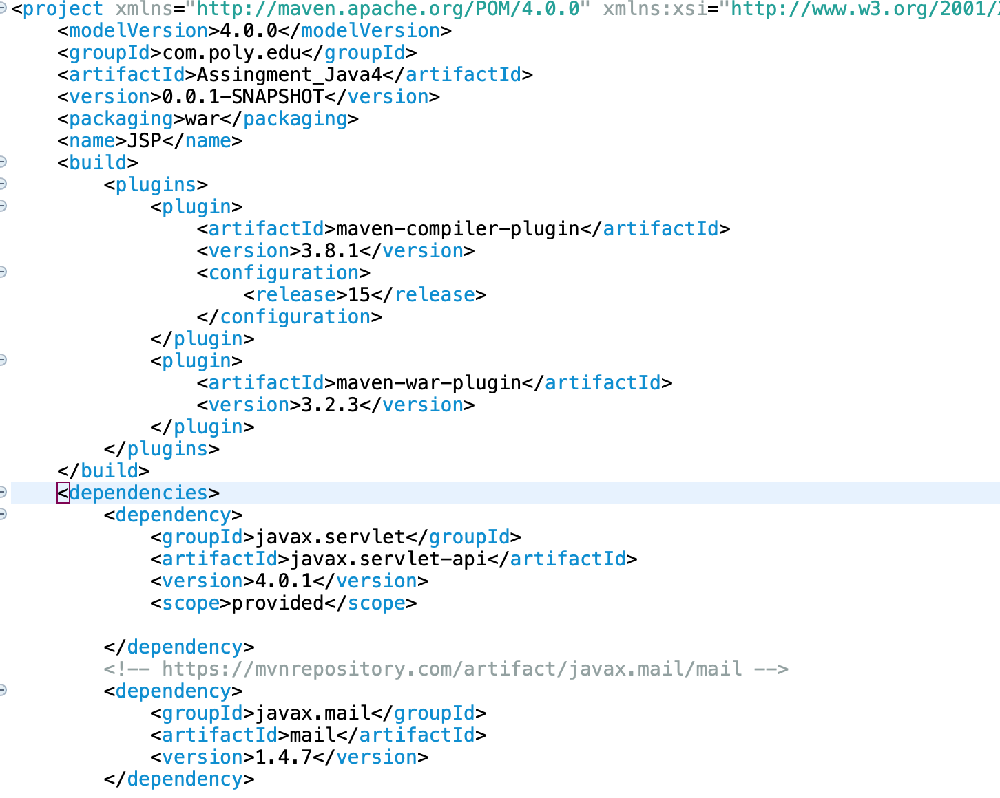 <project xmlns="http://maven.apache.org/POM/4.0.0" xmlns:xsi="http://www.w3.org/2001/
<modelVersion>4.0.0</modelVersion>
<groupId>com.poly.edu</groupId>
<artifactId>Assingment_Java4</artifactId>
<version>0.0.1-SNAPSHOT</version>
<packaging>war</packaging>
<name>JSP</name>
<build>
<plugins>
<plugin>
<artifactId>maven-compiler-plugin</artifactId>
<version>3.8.1</version>
<configuration>
<release>15</release>
</configuration>
</plugin>
<plugin>
<artifactId>maven-war-plugin</artifactId>
<version>3.2.3</version>
</plugin>
</plugins>
</build>
<dependencies>
<dependency>
<groupId>javax.servlet</groupId>
<artifactId>javax.servlet-api</artifactId>
<version>4.0.1</version>
<scope>provided</scope>
</dependency>
<!-- https://mvnrepository.com/artifact/javax.mail/mail -->
<dependency>
<groupId>javax.mail</groupId>
<artifactId>mail</artifactId>
<version>1.4.7</version>
</dependency>